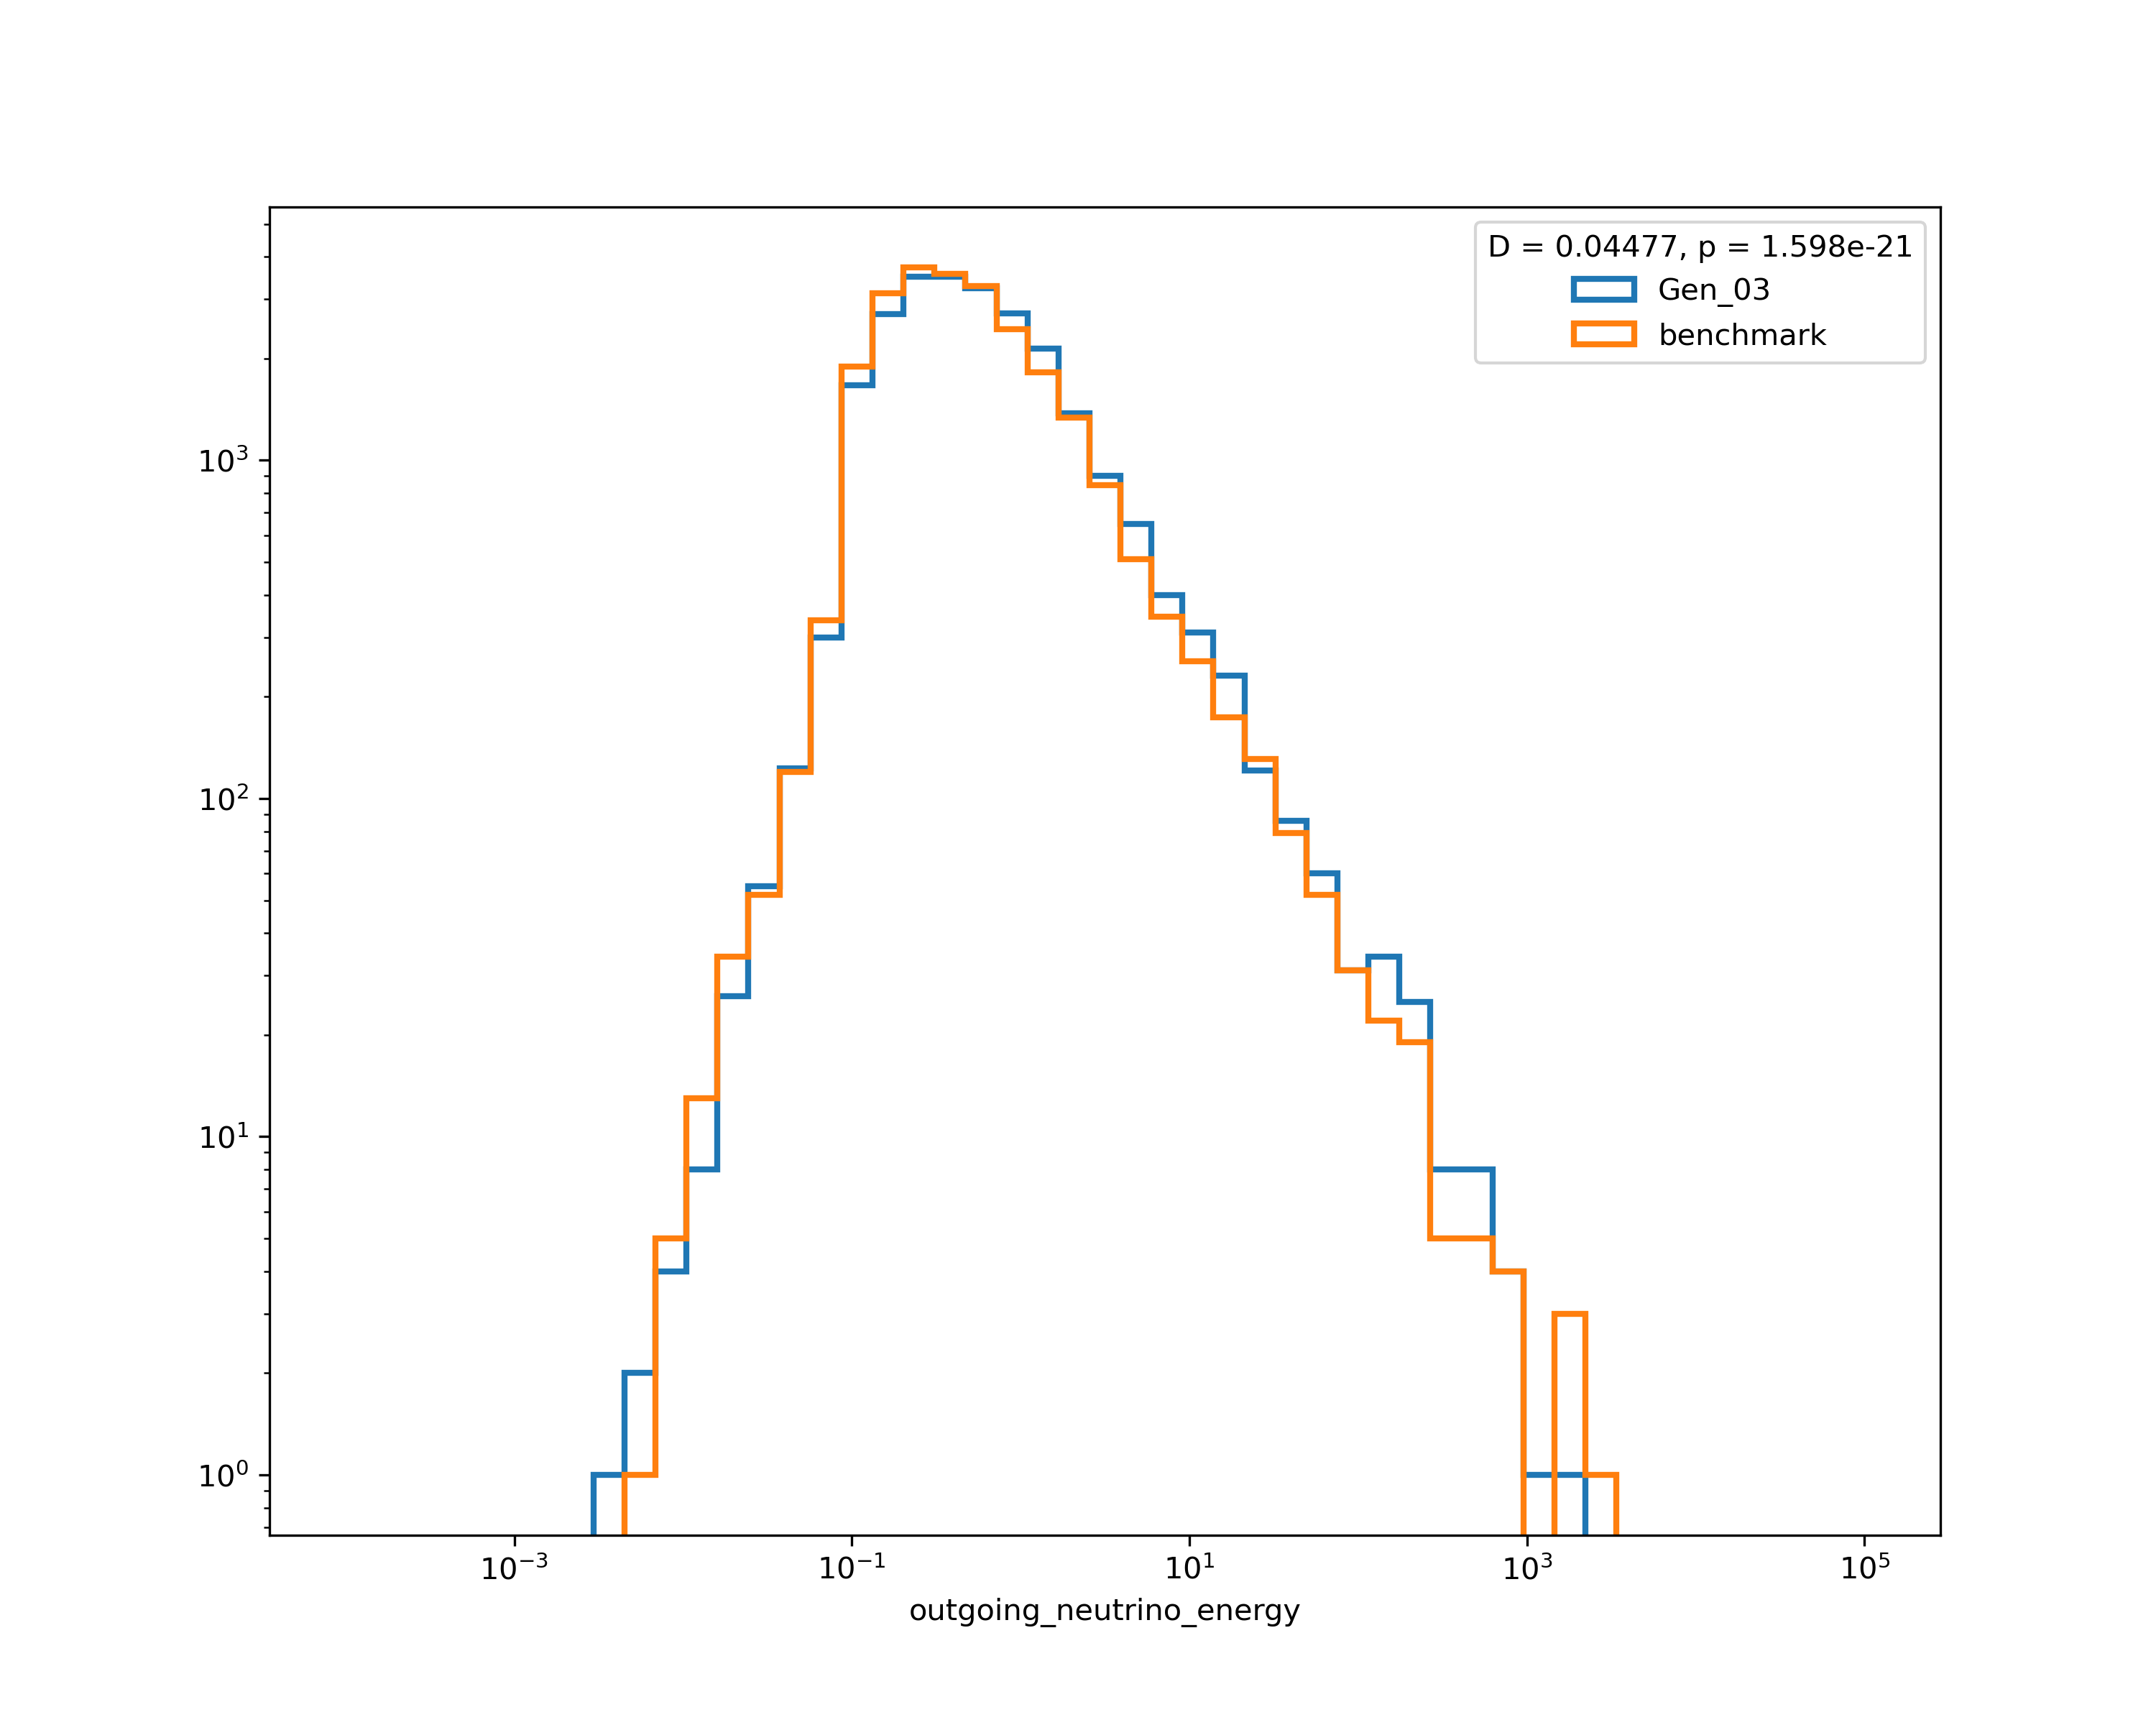 D = 0.04477, p = 1.598e-21
Gen_03
benchmark
10³
10²
10¹
10⁰
10⁻³
10⁻¹
10¹
10³
10⁵
outgoing_neutrino_energy